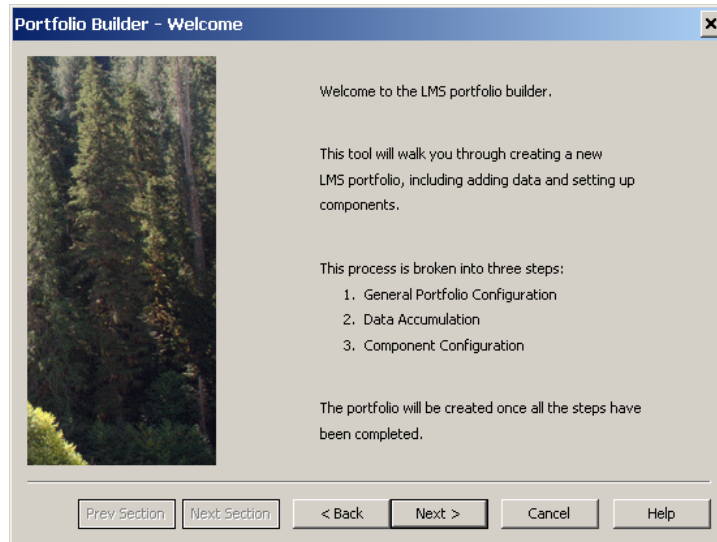 Portfolio Builder - Welcome
Welcome to the LMS portfolio builder.
This tool will walk you through creating a new
LMS portfolio, including adding data and setting up
components.
This process is broken into three steps:
1. General Portfolio Configuration
2. Data Accumulation
3. Component Configuration
The portfolio will be created once all the steps have
been completed.
Prev Section Next Section < Back Next > Cancel Help